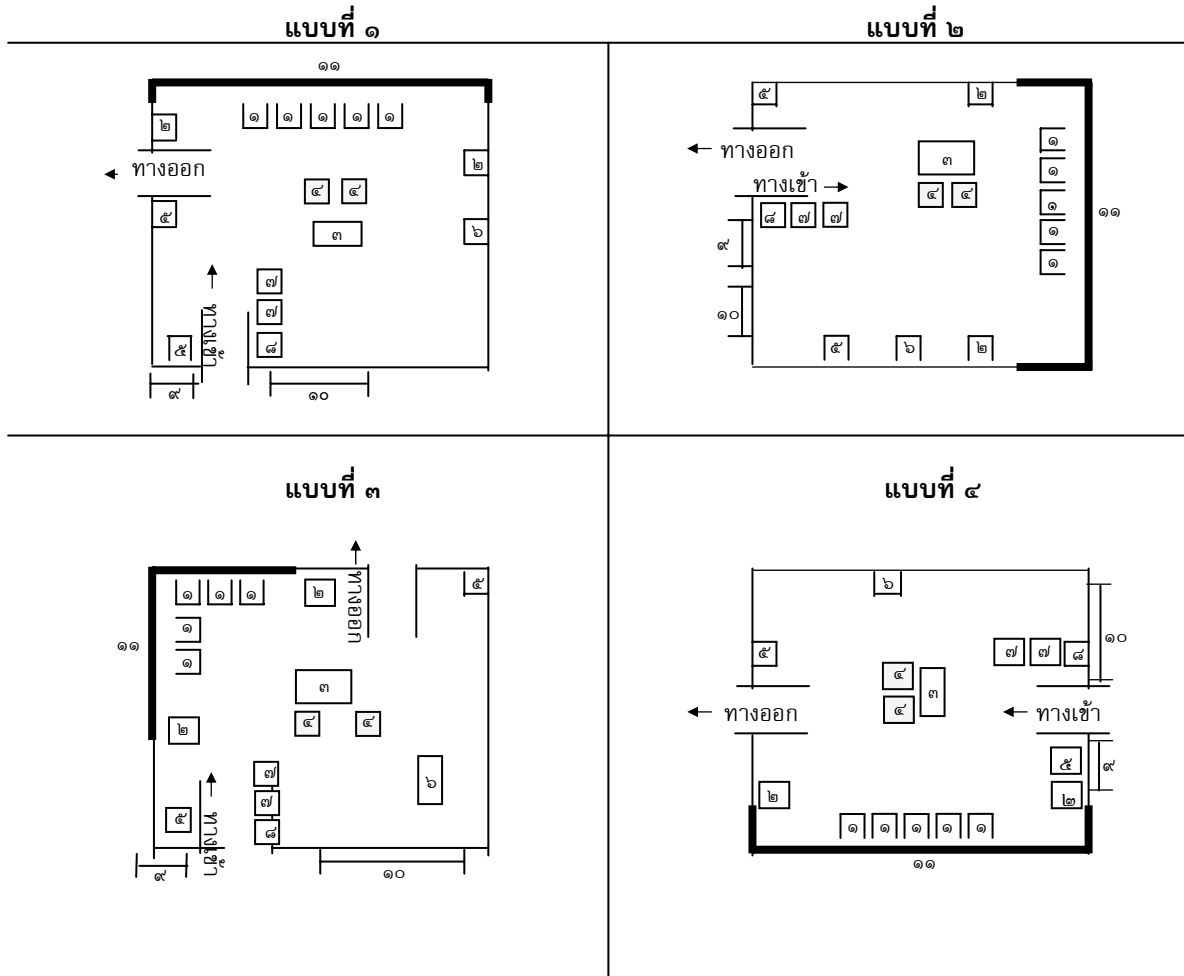 แบบที่ ๑
๑๑
๑ ๑ ๑ ๑ ๑
๒
ทางออก
๒
๔ ๔
๕
๓
๖
๗
๗
๘
ทางเข้า
๕
๙
๑๐
แบบที่ ๒
๕
๒
ทางออก
๓
๑
๑
๑
๑
๑
ทางเข้า
๔ ๔
๘ ๗ ๗
๑๑
๙
๑๐
๕ ๖ ๒
แบบที่ ๓
ทางออก
๕
๑ ๑ ๑
๒
๑
๑
๑๑
๓
๒
๔ ๔
๗
๗
๘
๖
๕
ทางเข้า
๙
๑๐
แบบที่ ๔
๖
๑๐
๕
๗ ๗ ๘
๔
๔
๓
ทางออก
ทางเข้า
๕
๙
๒
๒
๑ ๑ ๑ ๑ ๑
๑๑